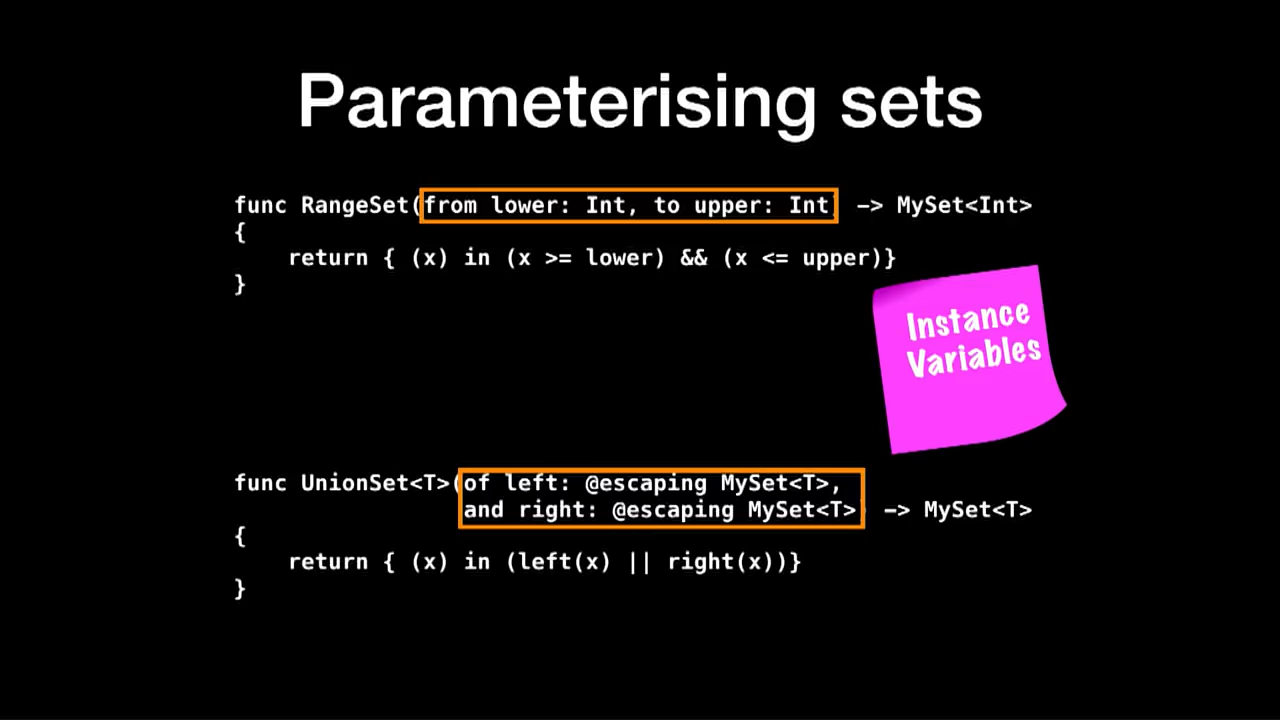 Parameterising sets
func RangeSet(from lower: Int, to upper: Int) -> MySet<Int>
{
    return { (x) in (x >= lower) && (x <= upper)}
}
Instance
Variables
func UnionSet<T>(of left: @escaping MySet<T>,
                 and right: @escaping MySet<T>) -> MySet<T>
{
    return { (x) in (left(x) || right(x))}
}